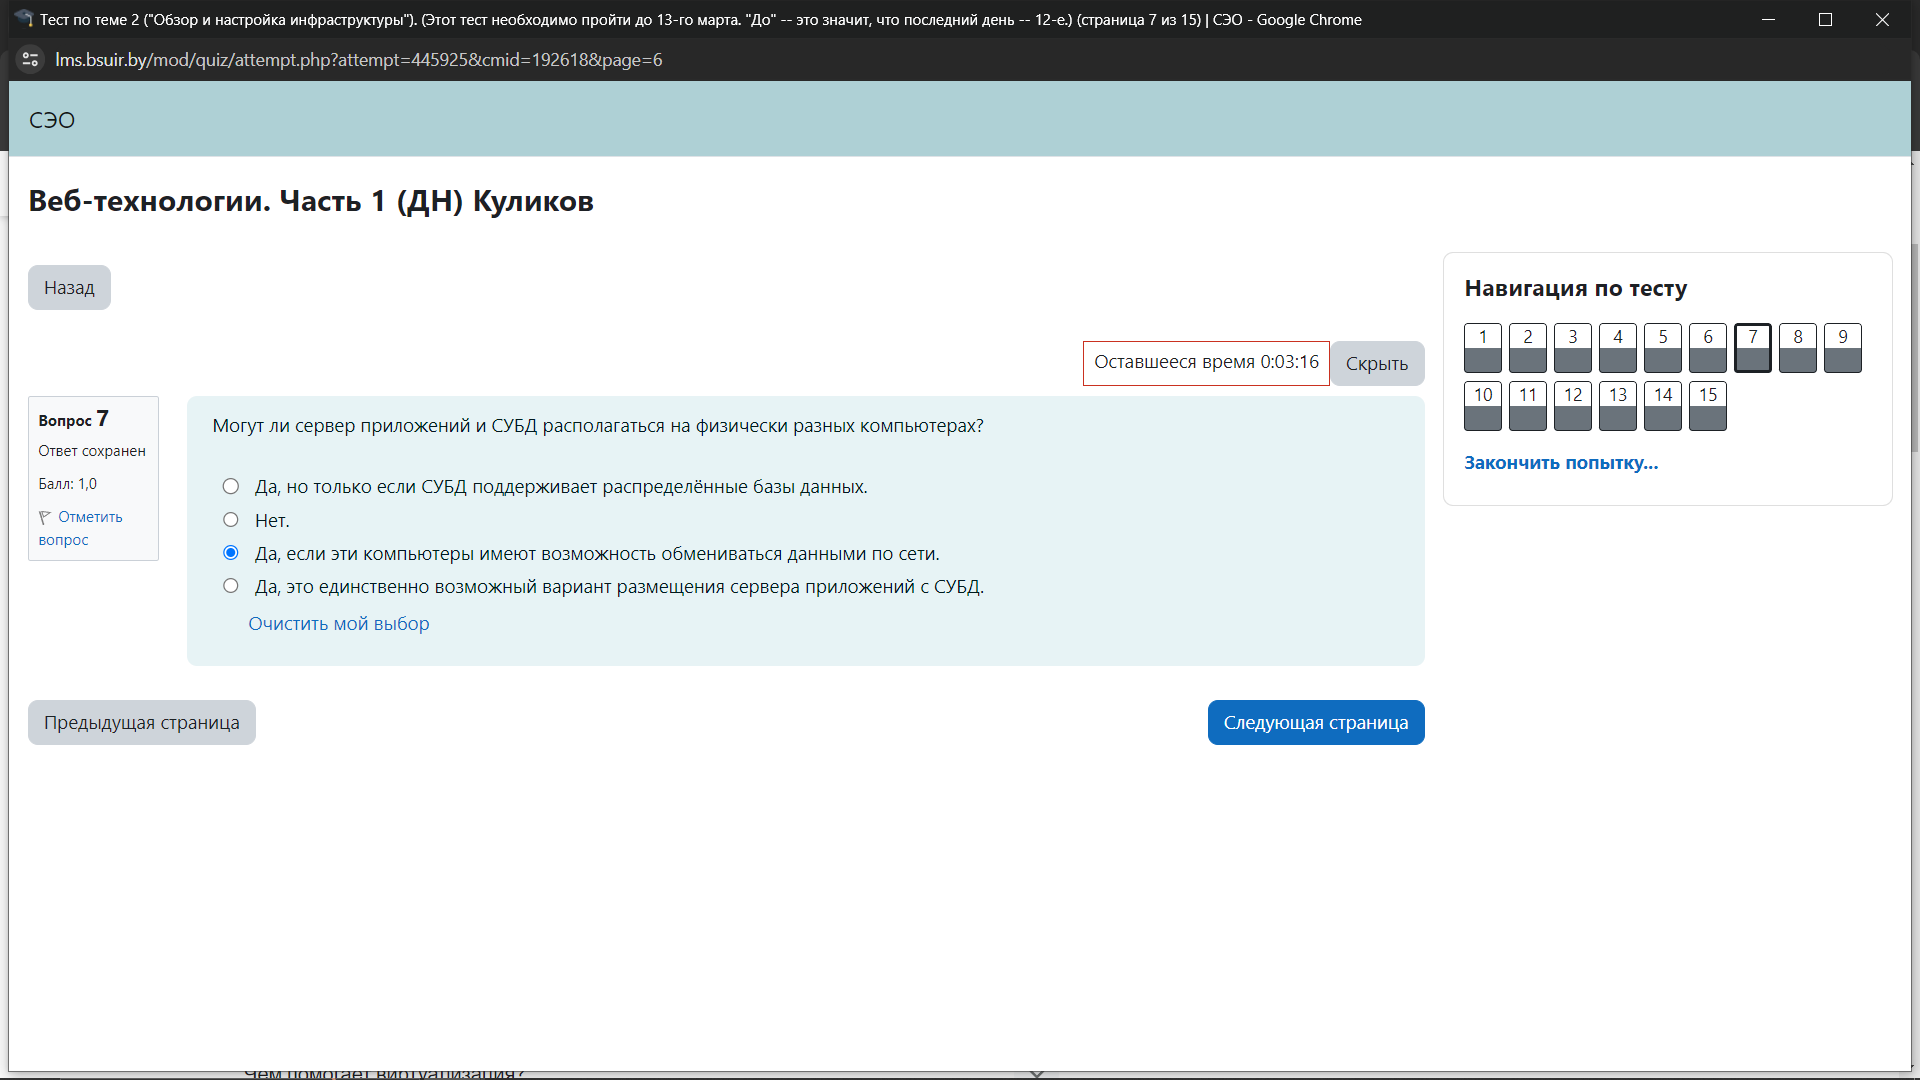 Тест по теме 2 ("Обзор и настройка инфраструктуры"). (Этот тест необходимо пройти до 13-го марта. "До" -- это значит, что последний день -- 12-е.) (страница 7 из 15) | СЭО - Google Chrome
lms.bsuir.by/mod/quiz/attempt.php?attempt=445925&cmid=192618&page=6
СЭО
Веб-технологии. Часть 1 (ДН) Куликов
Назад
Оставшееся время 0:03:16
Скрыть
Вопрос 7
Ответ сохранен
Балл: 1,0
Отметить
вопрос
Могут ли сервер приложений и СУБД располагаться на физически разных компьютерах?
Да, но только если СУБД поддерживает распределённые базы данных.
Нет.
Да, если эти компьютеры имеют возможность обмениваться данными по сети.
Да, это единственно возможный вариант размещения сервера приложений с СУБД.
Очистить мой выбор
Предыдущая страница
Следующая страница
Навигация по тесту
1 2 3 4 5 6 7 8 9
10 11 12 13 14 15
Закончить попытку...
Чем помогает виртуализация?